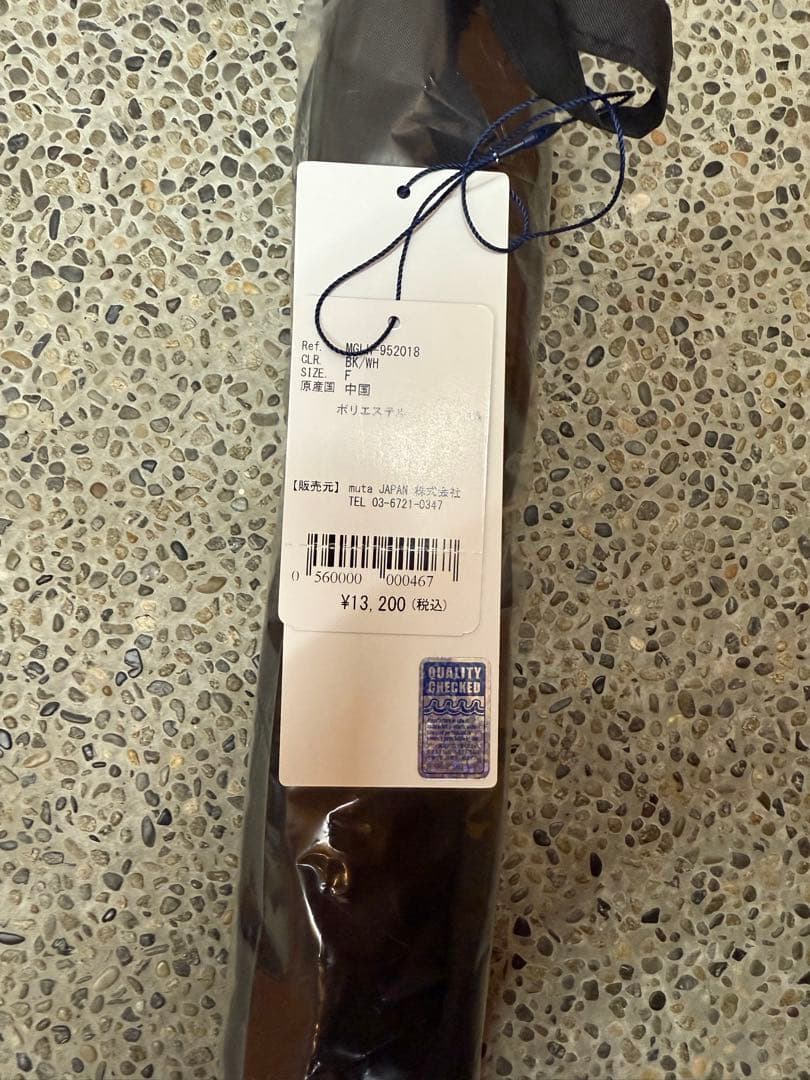 Ref. MGLW-952018
CLR. BK/WH
SIZE. F
原産国 中国
ポリエステル
【販売元】 muta JAPAN 株式会社
TEL 03-6721-0347
0 560000 000467
¥13,200(税込)
QUALITY
CHECKED